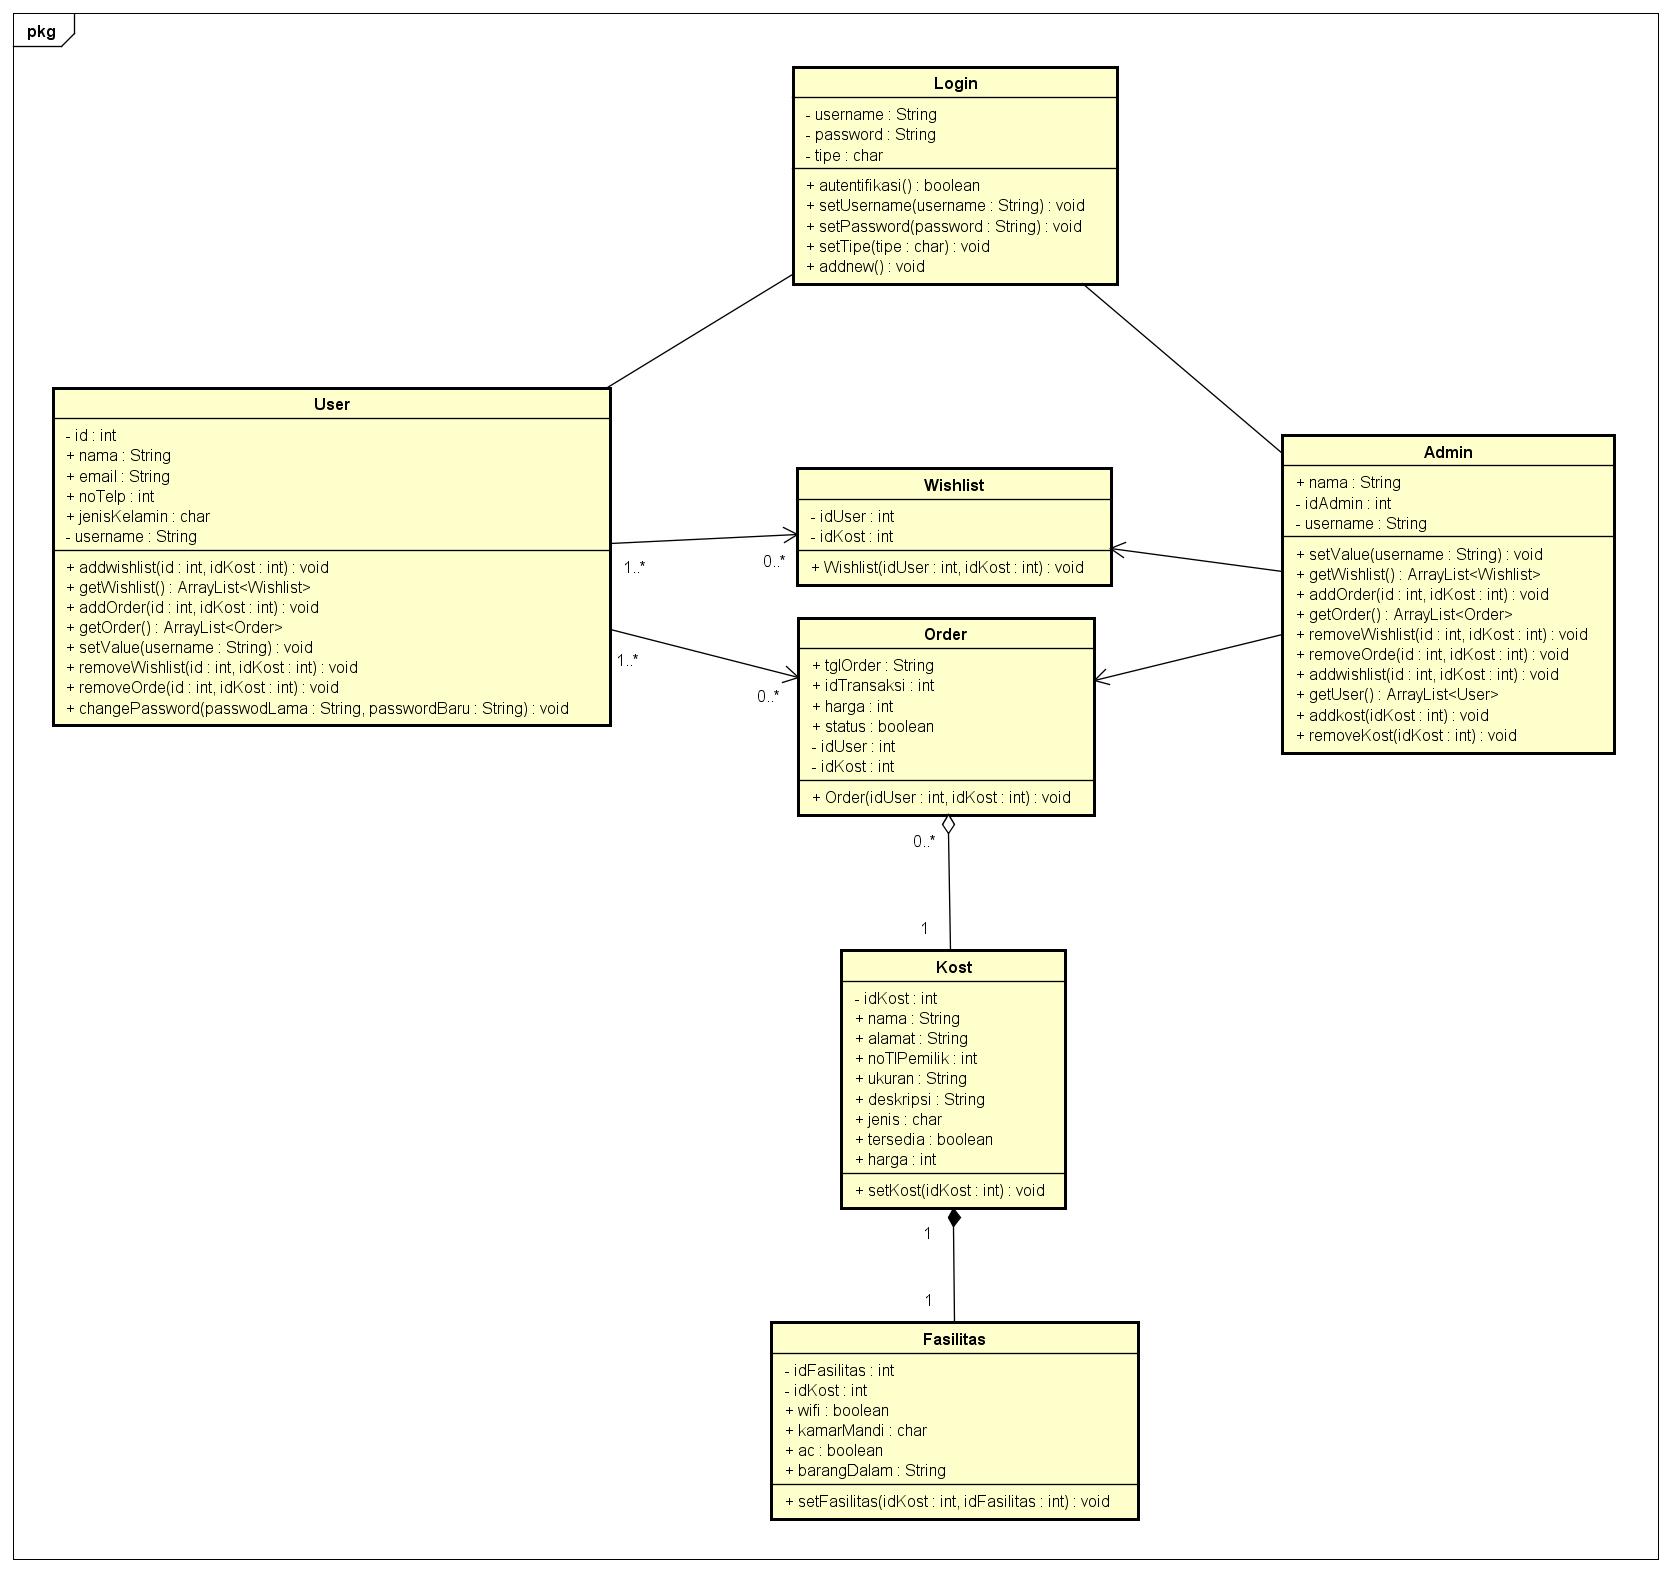 pkg
Login
- username : String
- password : String
- tipe : char
+ autentifikasi() : boolean
+ setUsername(username : String) : void
+ setPassword(password : String) : void
+ setTipe(tipe : char) : void
+ addnew() : void
User
- id : int
+ nama : String
+ email : String
+ noTelp : int
+ jenisKelamin : char
- username : String
+ addwishlist(id : int, idKost : int) : void
+ getWishlist() : ArrayList<Wishlist>
+ addOrder(id : int, idKost : int) : void
+ getOrder() : ArrayList<Order>
+ setValue(username : String) : void
+ removeWishlist(id : int, idKost : int) : void
+ removeOrde(id : int, idKost : int) : void
+ changePassword(passwodLama : String, passwordBaru : String) : void
1..*
0..*
1..*
0..*
Wishlist
- idUser : int
- idKost : int
+ Wishlist(idUser : int, idKost : int) : void
Order
+ tglOrder : String
+ idTransaksi : int
+ harga : int
+ status : boolean
- idUser : int
- idKost : int
+ Order(idUser : int, idKost : int) : void
Admin
+ nama : String
- idAdmin : int
- username : String
+ setValue(username : String) : void
+ getWishlist() : ArrayList<Wishlist>
+ addOrder(id : int, idKost : int) : void
+ getOrder() : ArrayList<Order>
+ removeWishlist(id : int, idKost : int) : void
+ removeOrde(id : int, idKost : int) : void
+ addwishlist(id : int, idKost : int) : void
+ getUser() : ArrayList<User>
+ addkost(idKost : int) : void
+ removeKost(idKost : int) : void
0..*
1
Kost
- idKost : int
+ nama : String
+ alamat : String
+ noTlPemilik : int
+ ukuran : String
+ deskripsi : String
+ jenis : char
+ tersedia : boolean
+ harga : int
+ setKost(idKost : int) : void
1
1
Fasilitas
- idFasilitas : int
- idKost : int
+ wifi : boolean
+ kamarMandi : char
+ ac : boolean
+ barangDalam : String
+ setFasilitas(idKost : int, idFasilitas : int) : void